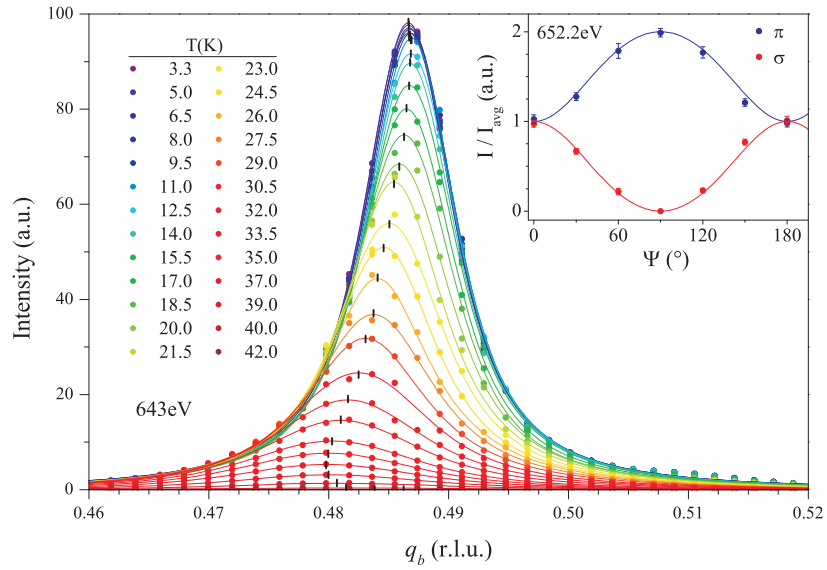 Intensity (a.u.)
100
80
60
40
20
0
T(K)
3.3 23.0
5.0 24.5
6.5 26.0
8.0 27.5
9.5 29.0
11.0 30.5
12.5 32.0
14.0 33.5
15.5 35.0
17.0 37.0
18.5 39.0
20.0 40.0
21.5 42.0
643eV
0.46 0.47 0.48 0.49 0.50 0.51 0.52
q_b (r.l.u.)
652.2eV
π
σ
I / I_avg (a.u.)
2
1
0
0 60 120 180
Ψ (°)